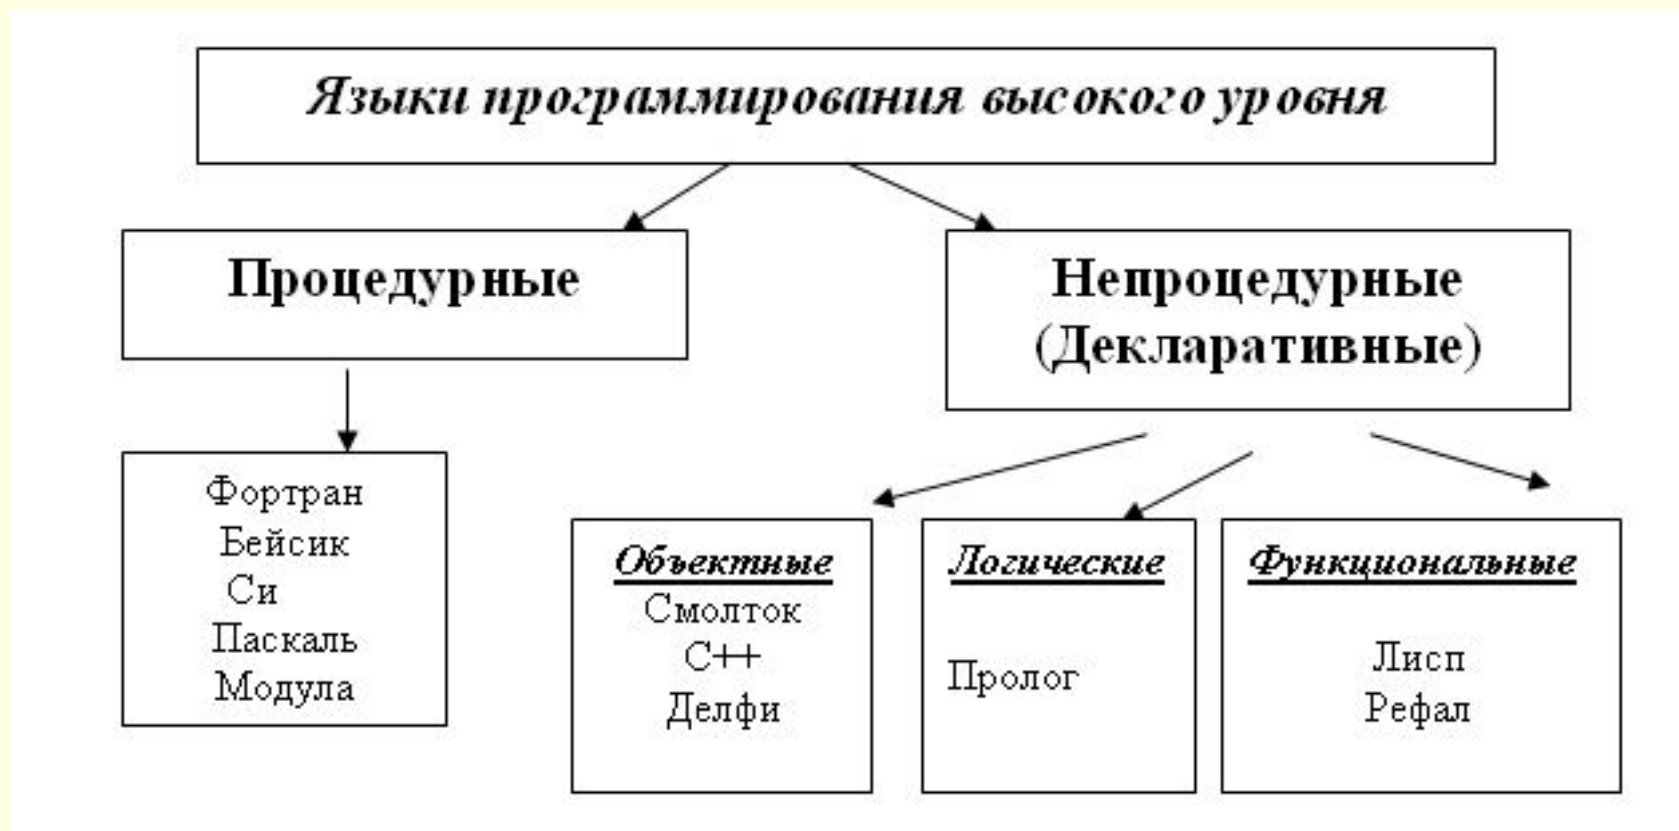 Языки программирования высокого уровня
Процедурные
Непроцедурные
(Декларативные)
Фортран
Бейсик
Си
Паскаль
Модула
Объектные
Смолток
С++
Делфи
Логические
Пролог
Функциональные
Лисп
Рефал